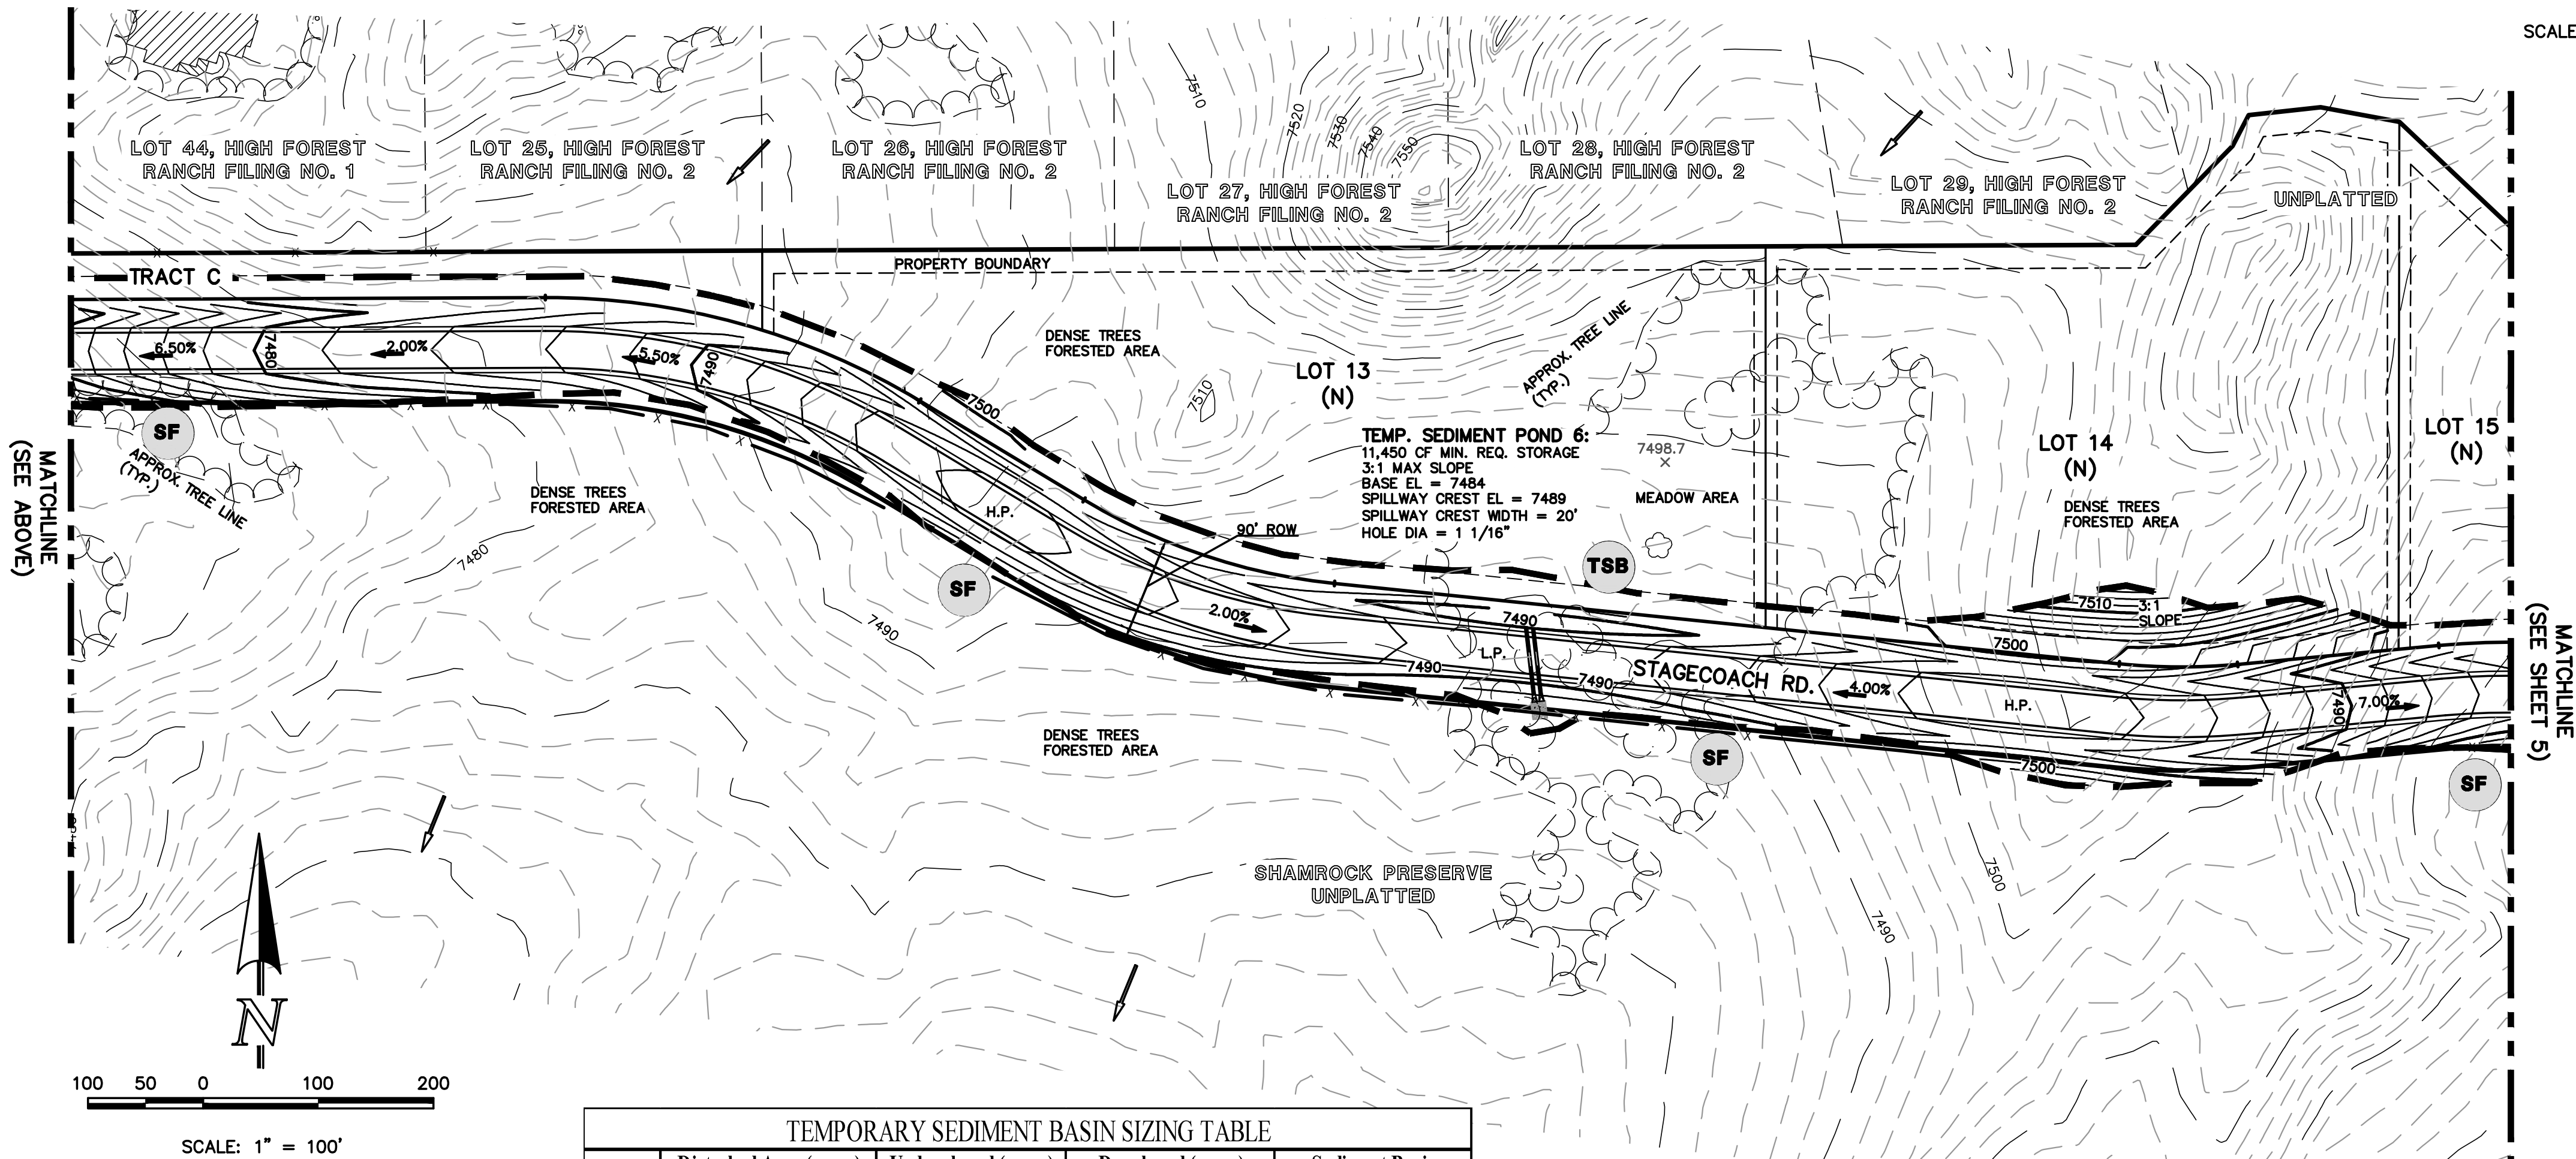 SCALE
LOT 44, HIGH FOREST
RANCH FILING NO. 1
LOT 25, HIGH FOREST
RANCH FILING NO. 2
LOT 26, HIGH FOREST
RANCH FILING NO. 2
LOT 27, HIGH FOREST
RANCH FILING NO. 2
LOT 28, HIGH FOREST
RANCH FILING NO. 2
LOT 29, HIGH FOREST
RANCH FILING NO. 2
UNPLATTED
7510
7520
7530
7540
7550
TRACT C
PROPERTY BOUNDARY
6.50%
7480
2.00%
5.50%
7490
7500
DENSE TREES
FORESTED AREA
7510
LOT 13
(N)
APPROX. TREE LINE
(TYP.)
TEMP. SEDIMENT POND 6:
11,450 CF MIN. REQ. STORAGE
3:1 MAX SLOPE
BASE EL = 7484
SPILLWAY CREST EL = 7489
SPILLWAY CREST WIDTH = 20'
HOLE DIA = 1 1/16"
7498.7
MEADOW AREA
LOT 14
(N)
DENSE TREES
FORESTED AREA
LOT 15
(N)
MATCHLINE
(SEE ABOVE)
SF
APPROX. TREE LINE
(TYP.)
DENSE TREES
FORESTED AREA
7480
H.P.
90' ROW
SF
TSB
7490
2.00%
7490
L.P.
7490
7490
STAGECOACH RD.
4.00%
7500
7510
3:1
SLOPE
H.P.
7490
7.00%
7500
MATCHLINE
(SEE SHEET 5)
SF
SF
DENSE TREES
FORESTED AREA
SHAMROCK PRESERVE
UNPLATTED
7500
7490
N
100 50 0 100 200
SCALE: 1" = 100'
TEMPORARY SEDIMENT BASIN SIZING TABLE